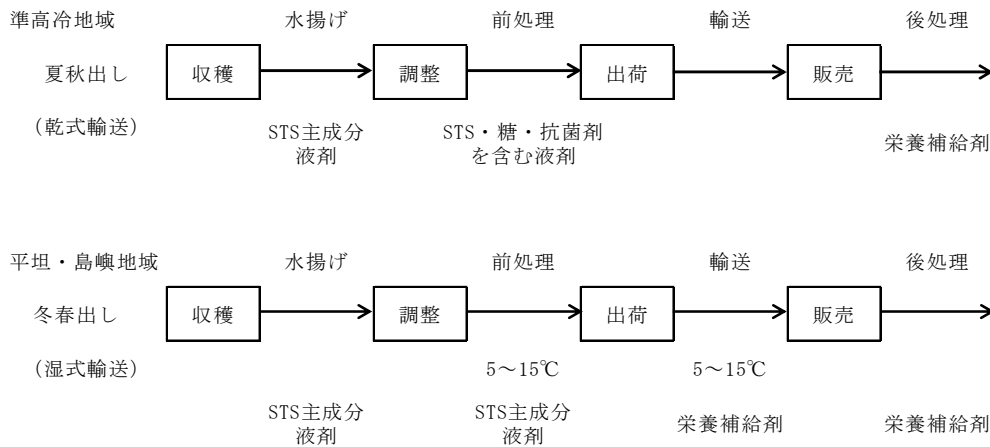 準高冷地域
水揚げ
前処理
輸送
後処理
夏秋出し
収穫
調整
出荷
販売
（乾式輸送）
STS主成分
液剤
STS・糖・抗菌剤
を含む液剤
栄養補給剤
平坦・島嶼地域
水揚げ
前処理
輸送
後処理
冬春出し
収穫
調整
出荷
販売
（湿式輸送）
5～15℃
5～15℃
STS主成分
液剤
STS主成分
液剤
栄養補給剤
栄養補給剤